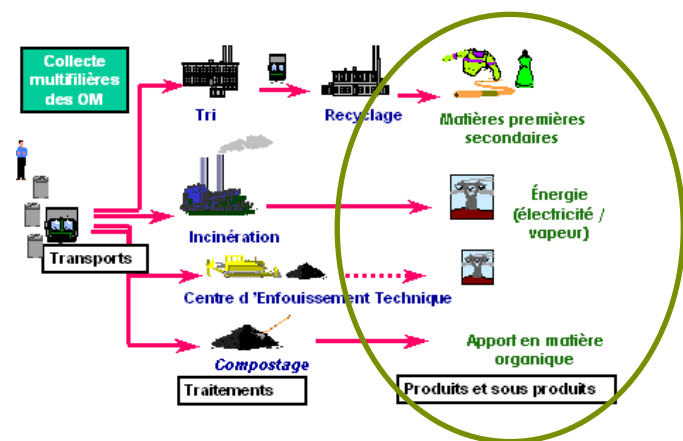 Collecte
multifilières
des OM
Tri
Recyclage
Matières premières
secondaires
Incinération
Énergie
(électricité /
vapeur)
Transports
Centre d 'Enfouissement Technique
Compostage
Apport en matière
organique
Traitements
Produits et sous produits